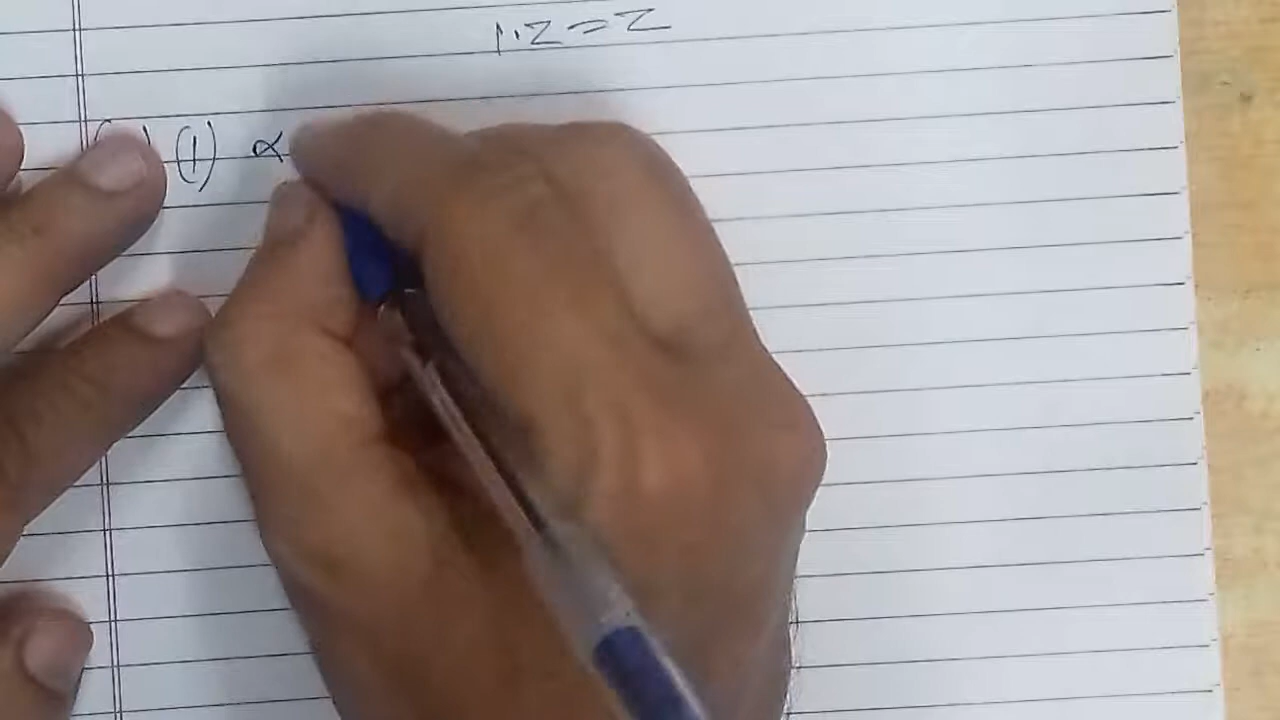 1.z = z
(1) α